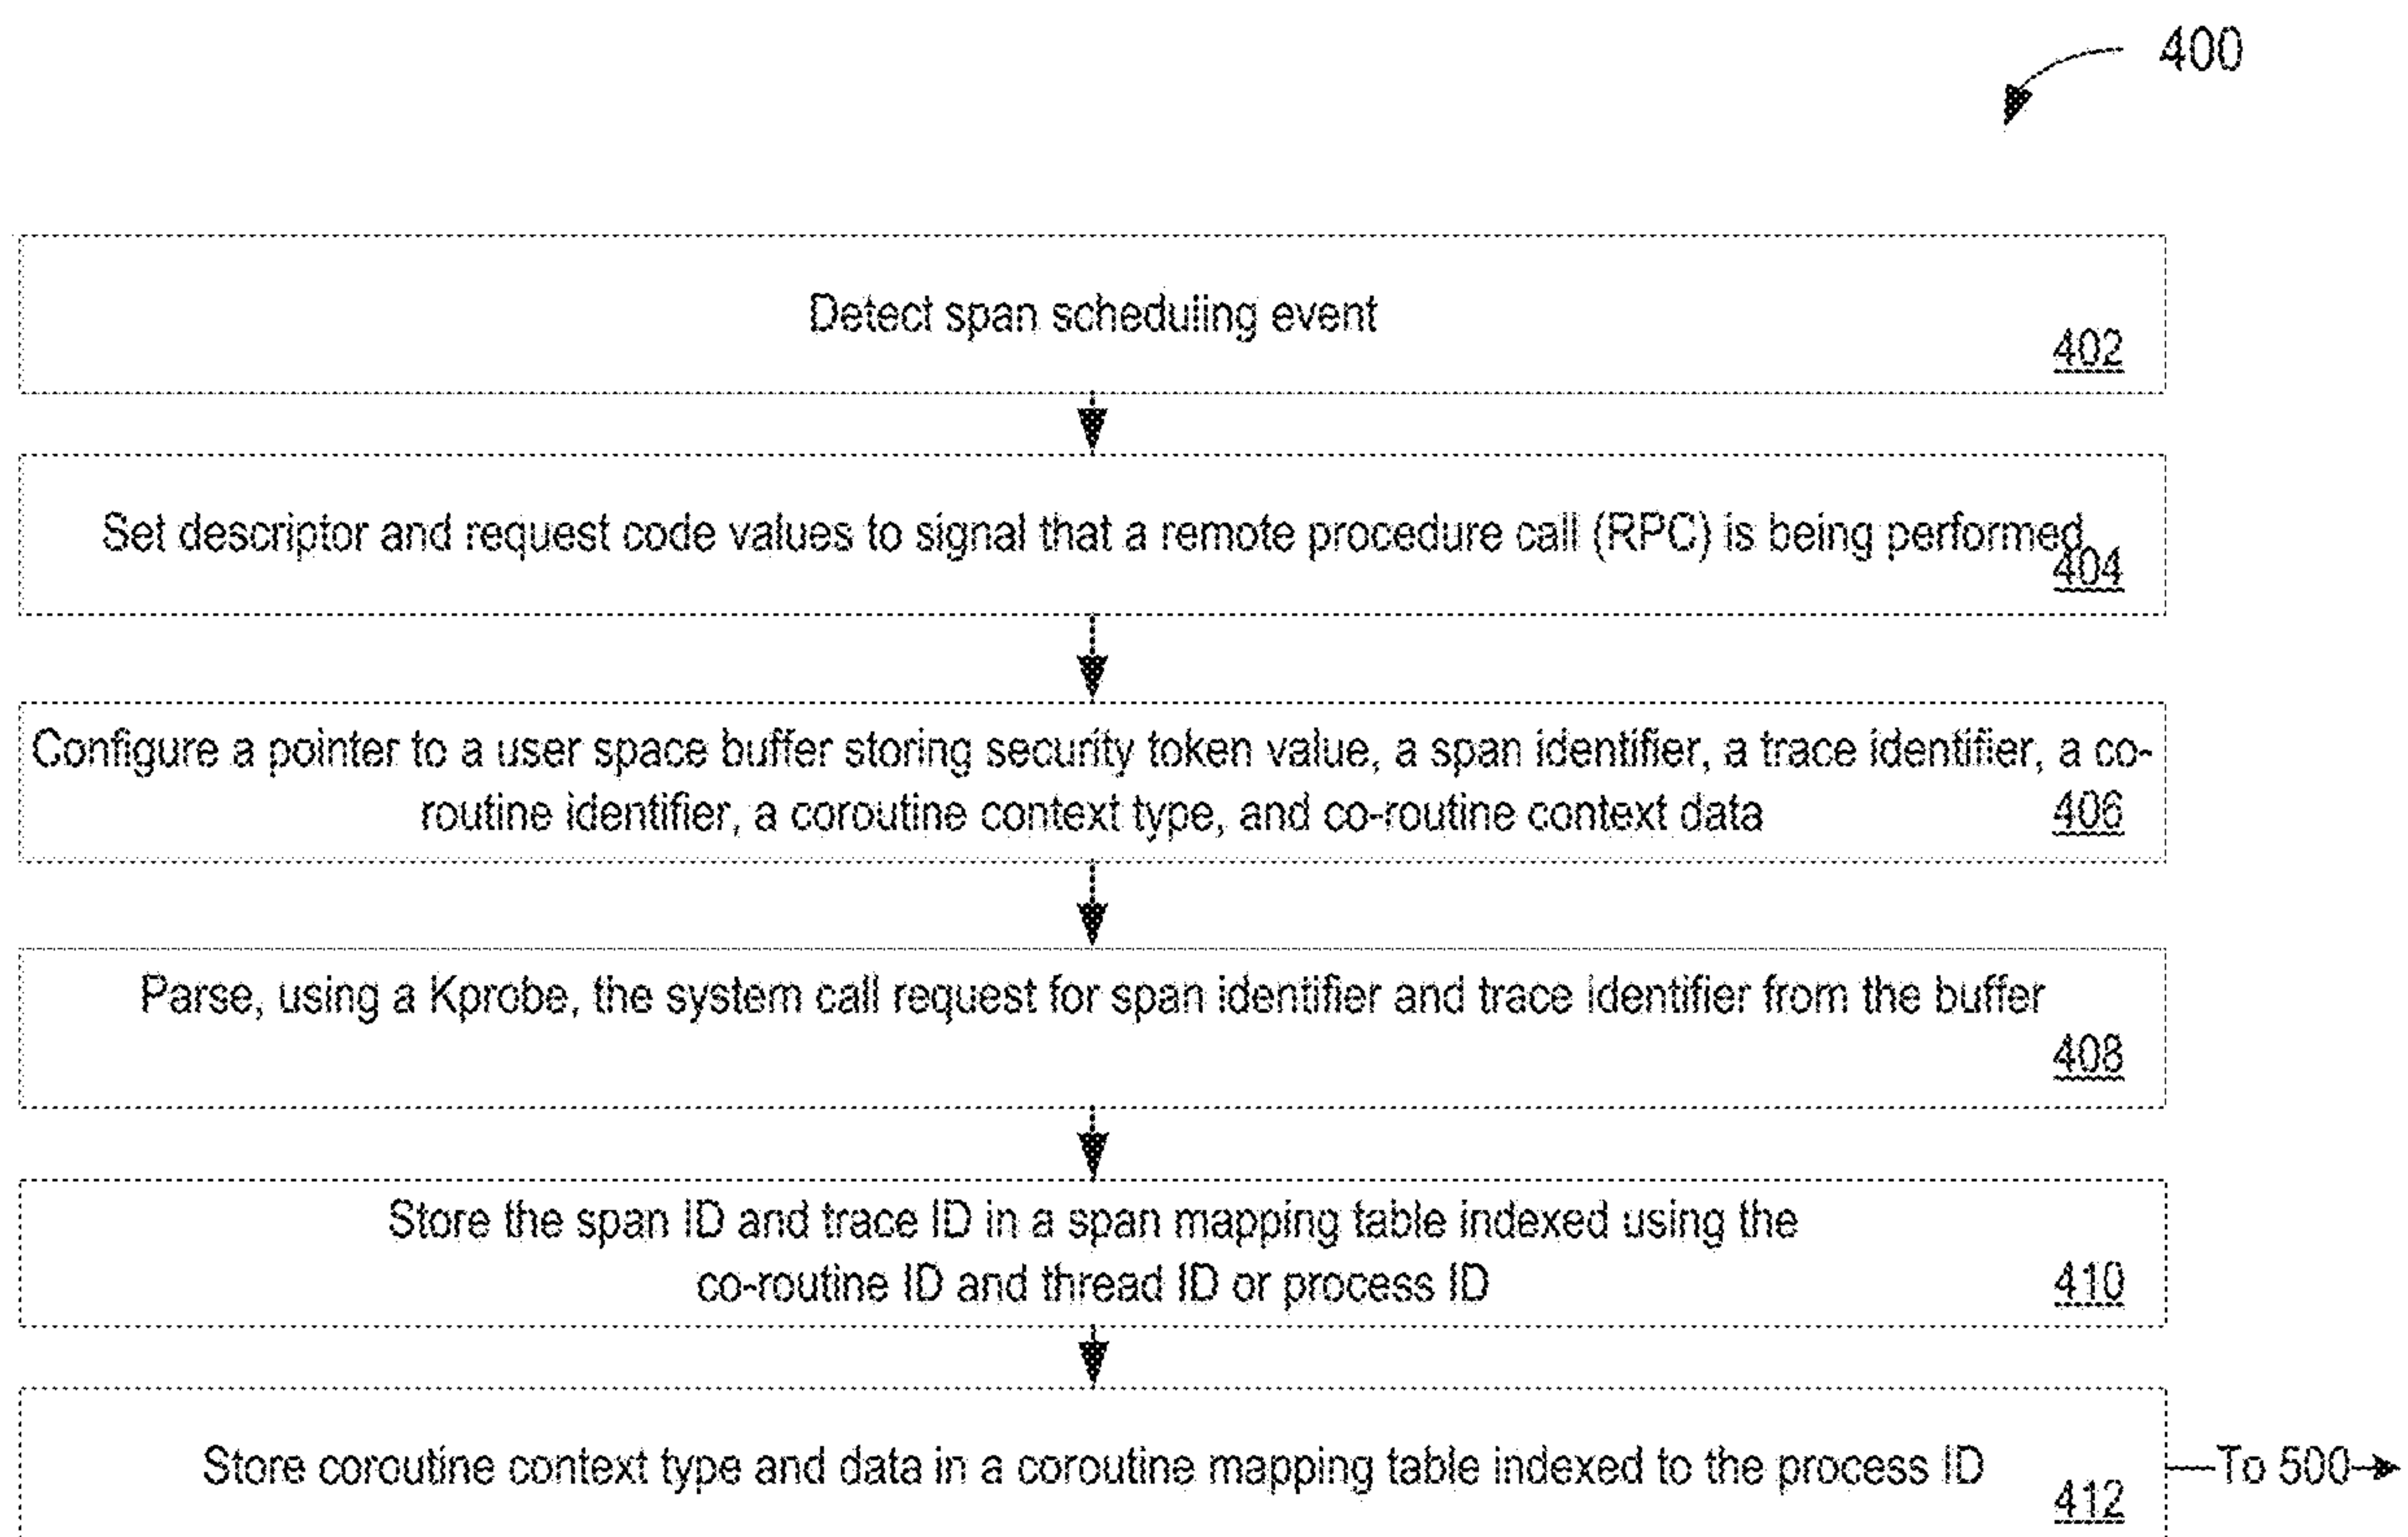 400
Detect span scheduling event
402
Set descriptor and request code values to signal that a remote procedure call (RPC) is being performed
404
Configure a pointer to a user space buffer storing security token value, a span identifier, a trace identifier, a co-
routine identifier, a coroutine context type, and co-routine context data
406
Parse, using a Kprobe, the system call request for span identifier and trace identifier from the buffer
408
Store the span ID and trace ID in a span mapping table indexed using the
co-routine ID and thread ID or process ID
410
Store coroutine context type and data in a coroutine mapping table indexed to the process ID
412
To 500